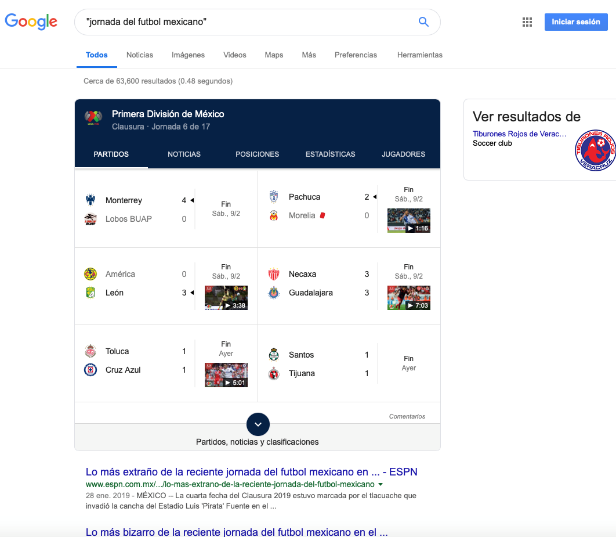 Google
"jornada del futbol mexicano"
Iniciar sesión
Todos Noticias Imágenes Videos Maps Más Preferencias Herramientas
Cerca de 63,600 resultados (0.48 segundos)
Primera División de México
Clausura - Jornada 6 de 17
PARTIDOS NOTICIAS POSICIONES ESTADÍSTICAS JUGADORES
Monterrey 4
Lobos BUAP 0
Fin
Sáb., 9/2
Pachuca 2
Morelia 0
Fin
Sáb., 9/2
1:16
América 0
León 3
Fin
Sáb., 9/2
3:38
Necaxa 3
Guadalajara 3
Fin
Sáb., 9/2
7:03
Toluca 1
Cruz Azul 1
Fin
Ayer
5:01
Santos 1
Tijuana 1
Fin
Ayer
Comentarios
Partidos, noticias y clasificaciones
Ver resultados de
Tiburones Rojos de Verac...
Soccer club
TIBURONES ROJOS
VERACRUZ
Lo más extraño de la reciente jornada del futbol mexicano en ... - ESPN
www.espn.com.mx/.../lo-mas-extrano-de-la-reciente-jornada-del-futbol-mexicano
28 ene. 2019 - MÉXICO -- La cuarta fecha del Clausura 2019 estuvo marcada por el tlacuache que
invadió la cancha del Estadio Luis 'Pirata' Fuente en el ...
Lo más bizarro de la reciente jornada del futbol mexicano en el ...